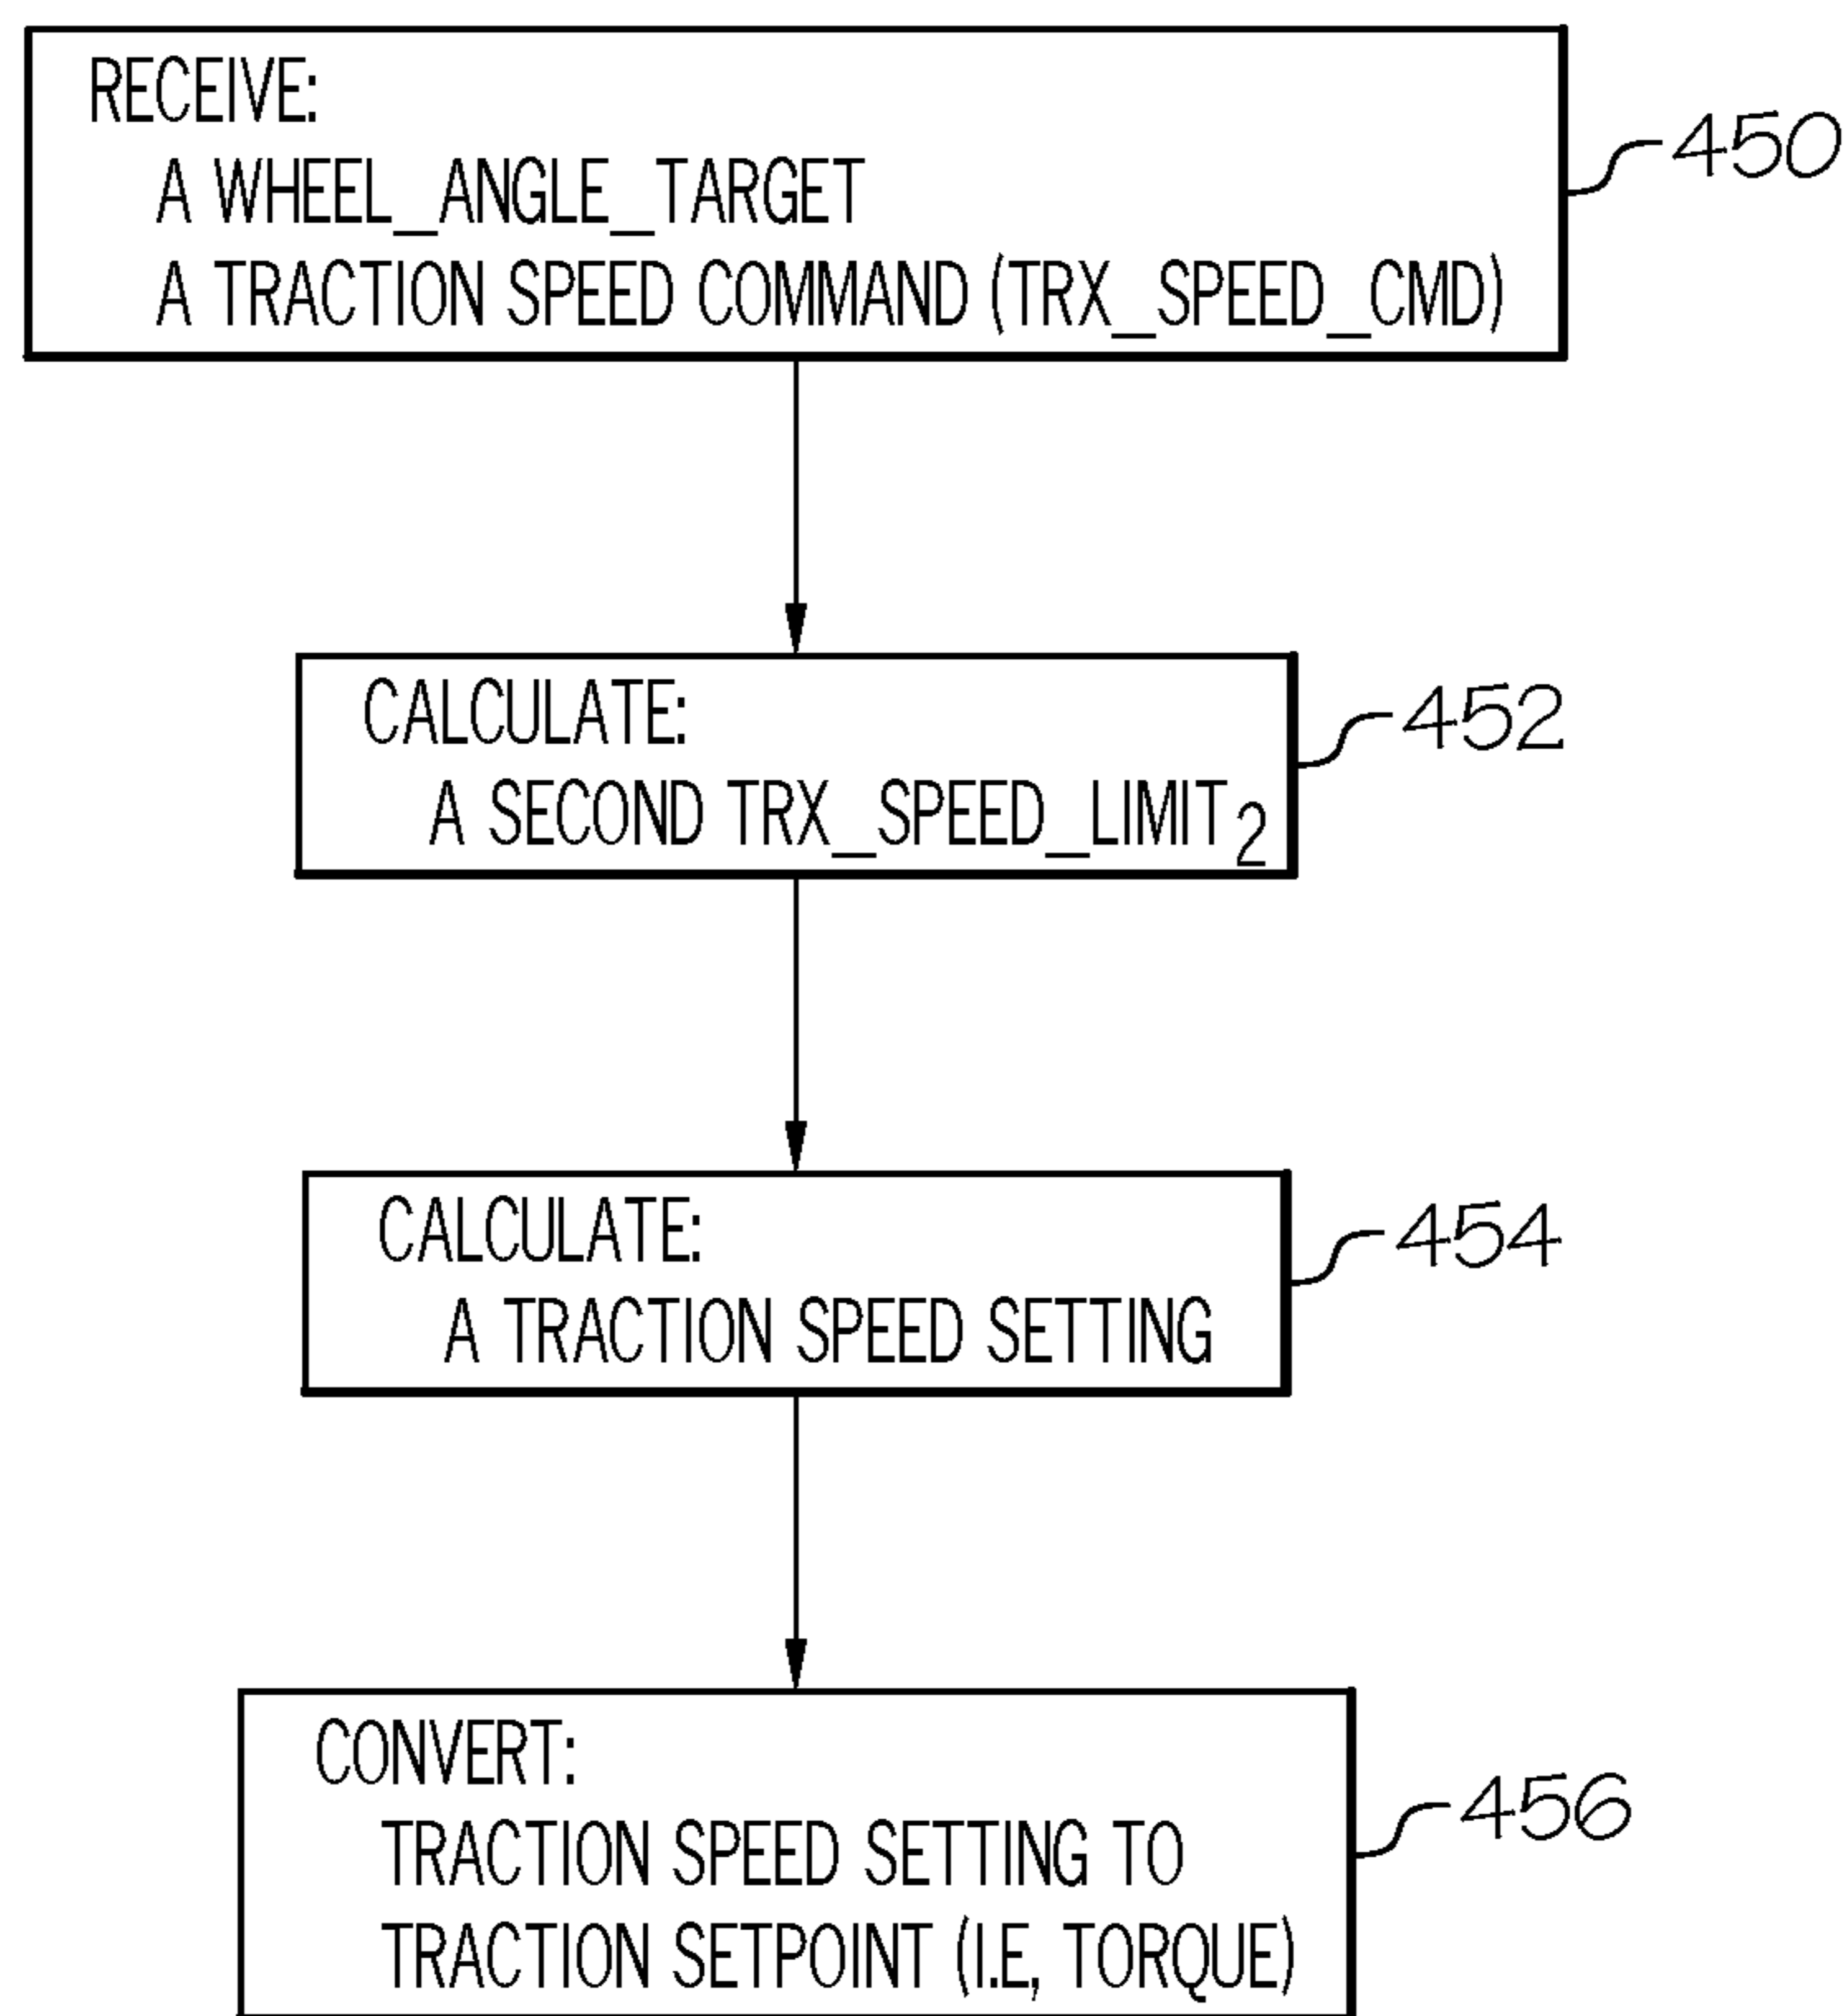 RECEIVE:
A WHEEL_ANGLE_TARGET
A TRACTION SPEED COMMAND (TRX_SPEED_CMD)
450
CALCULATE:
A SECOND TRX_SPEED_LIMIT2
452
CALCULATE:
A TRACTION SPEED SETTING
454
CONVERT:
TRACTION SPEED SETTING TO
TRACTION SETPOINT (I.E, TORQUE)
456